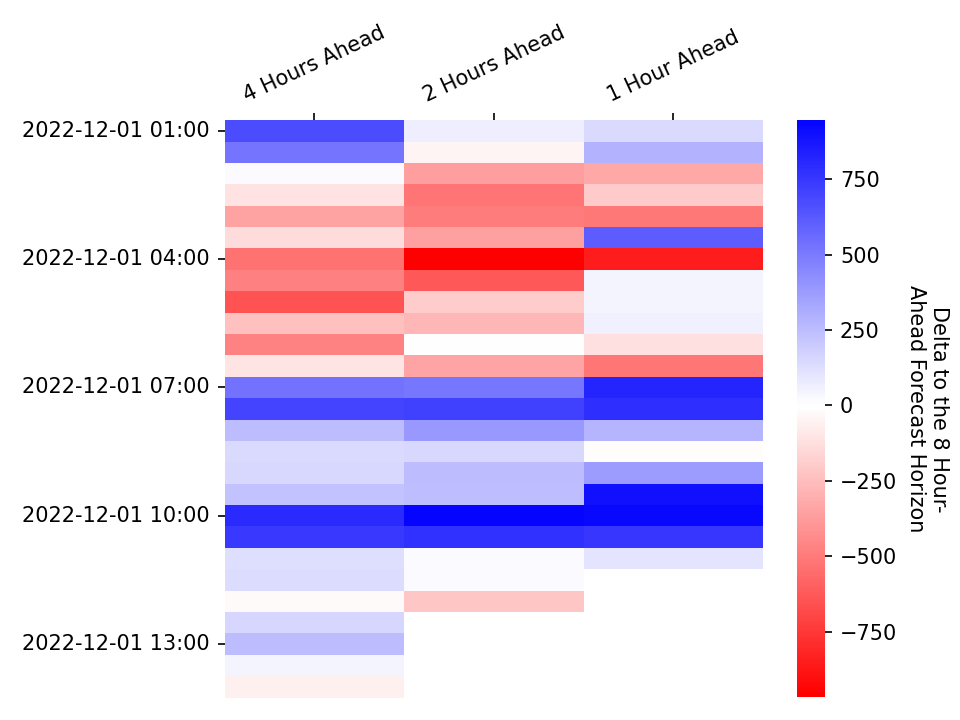 4 Hours Ahead
2 Hours Ahead
1 Hour Ahead
2022-12-01 01:00
2022-12-01 04:00
2022-12-01 07:00
2022-12-01 10:00
2022-12-01 13:00
750
500
250
0
−250
−500
−750
Delta to the 8 Hour-
Ahead Forecast Horizon